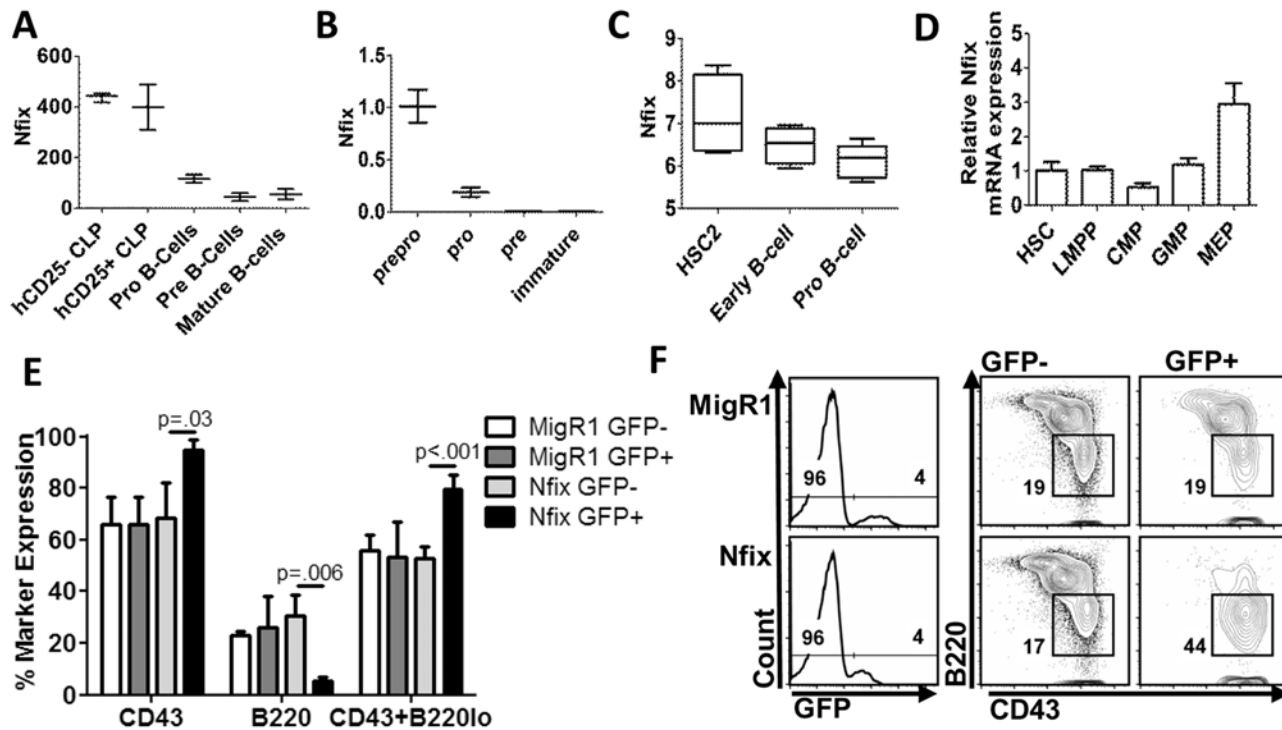 A
Nfix
600
400
200
0
hCD25- CLP
hCD25+ CLP
Pro B-Cells
Pre B-Cells
Mature B-cells
B
Nfix
1.5
1.0
0.5
0.0
prepro
pro
pre
immature
C
Nfix
10
9
8
7
6
5
HSC2
Early B-cell
Pro B-cell
D
Relative Nfix
mRNA expression
5
4
3
2
1
0
HSC
LMPP
CMP
GMP
MEP
E
% Marker Expression
100
80
60
40
20
0
p=.03
p=.006
p<.001
CD43
B220
CD43+B220lo
MigR1 GFP-
MigR1 GFP+
Nfix GFP-
Nfix GFP+
F
GFP-
GFP+
MigR1
96
4
19
19
Nfix
96
4
17
44
Count
GFP
B220
CD43